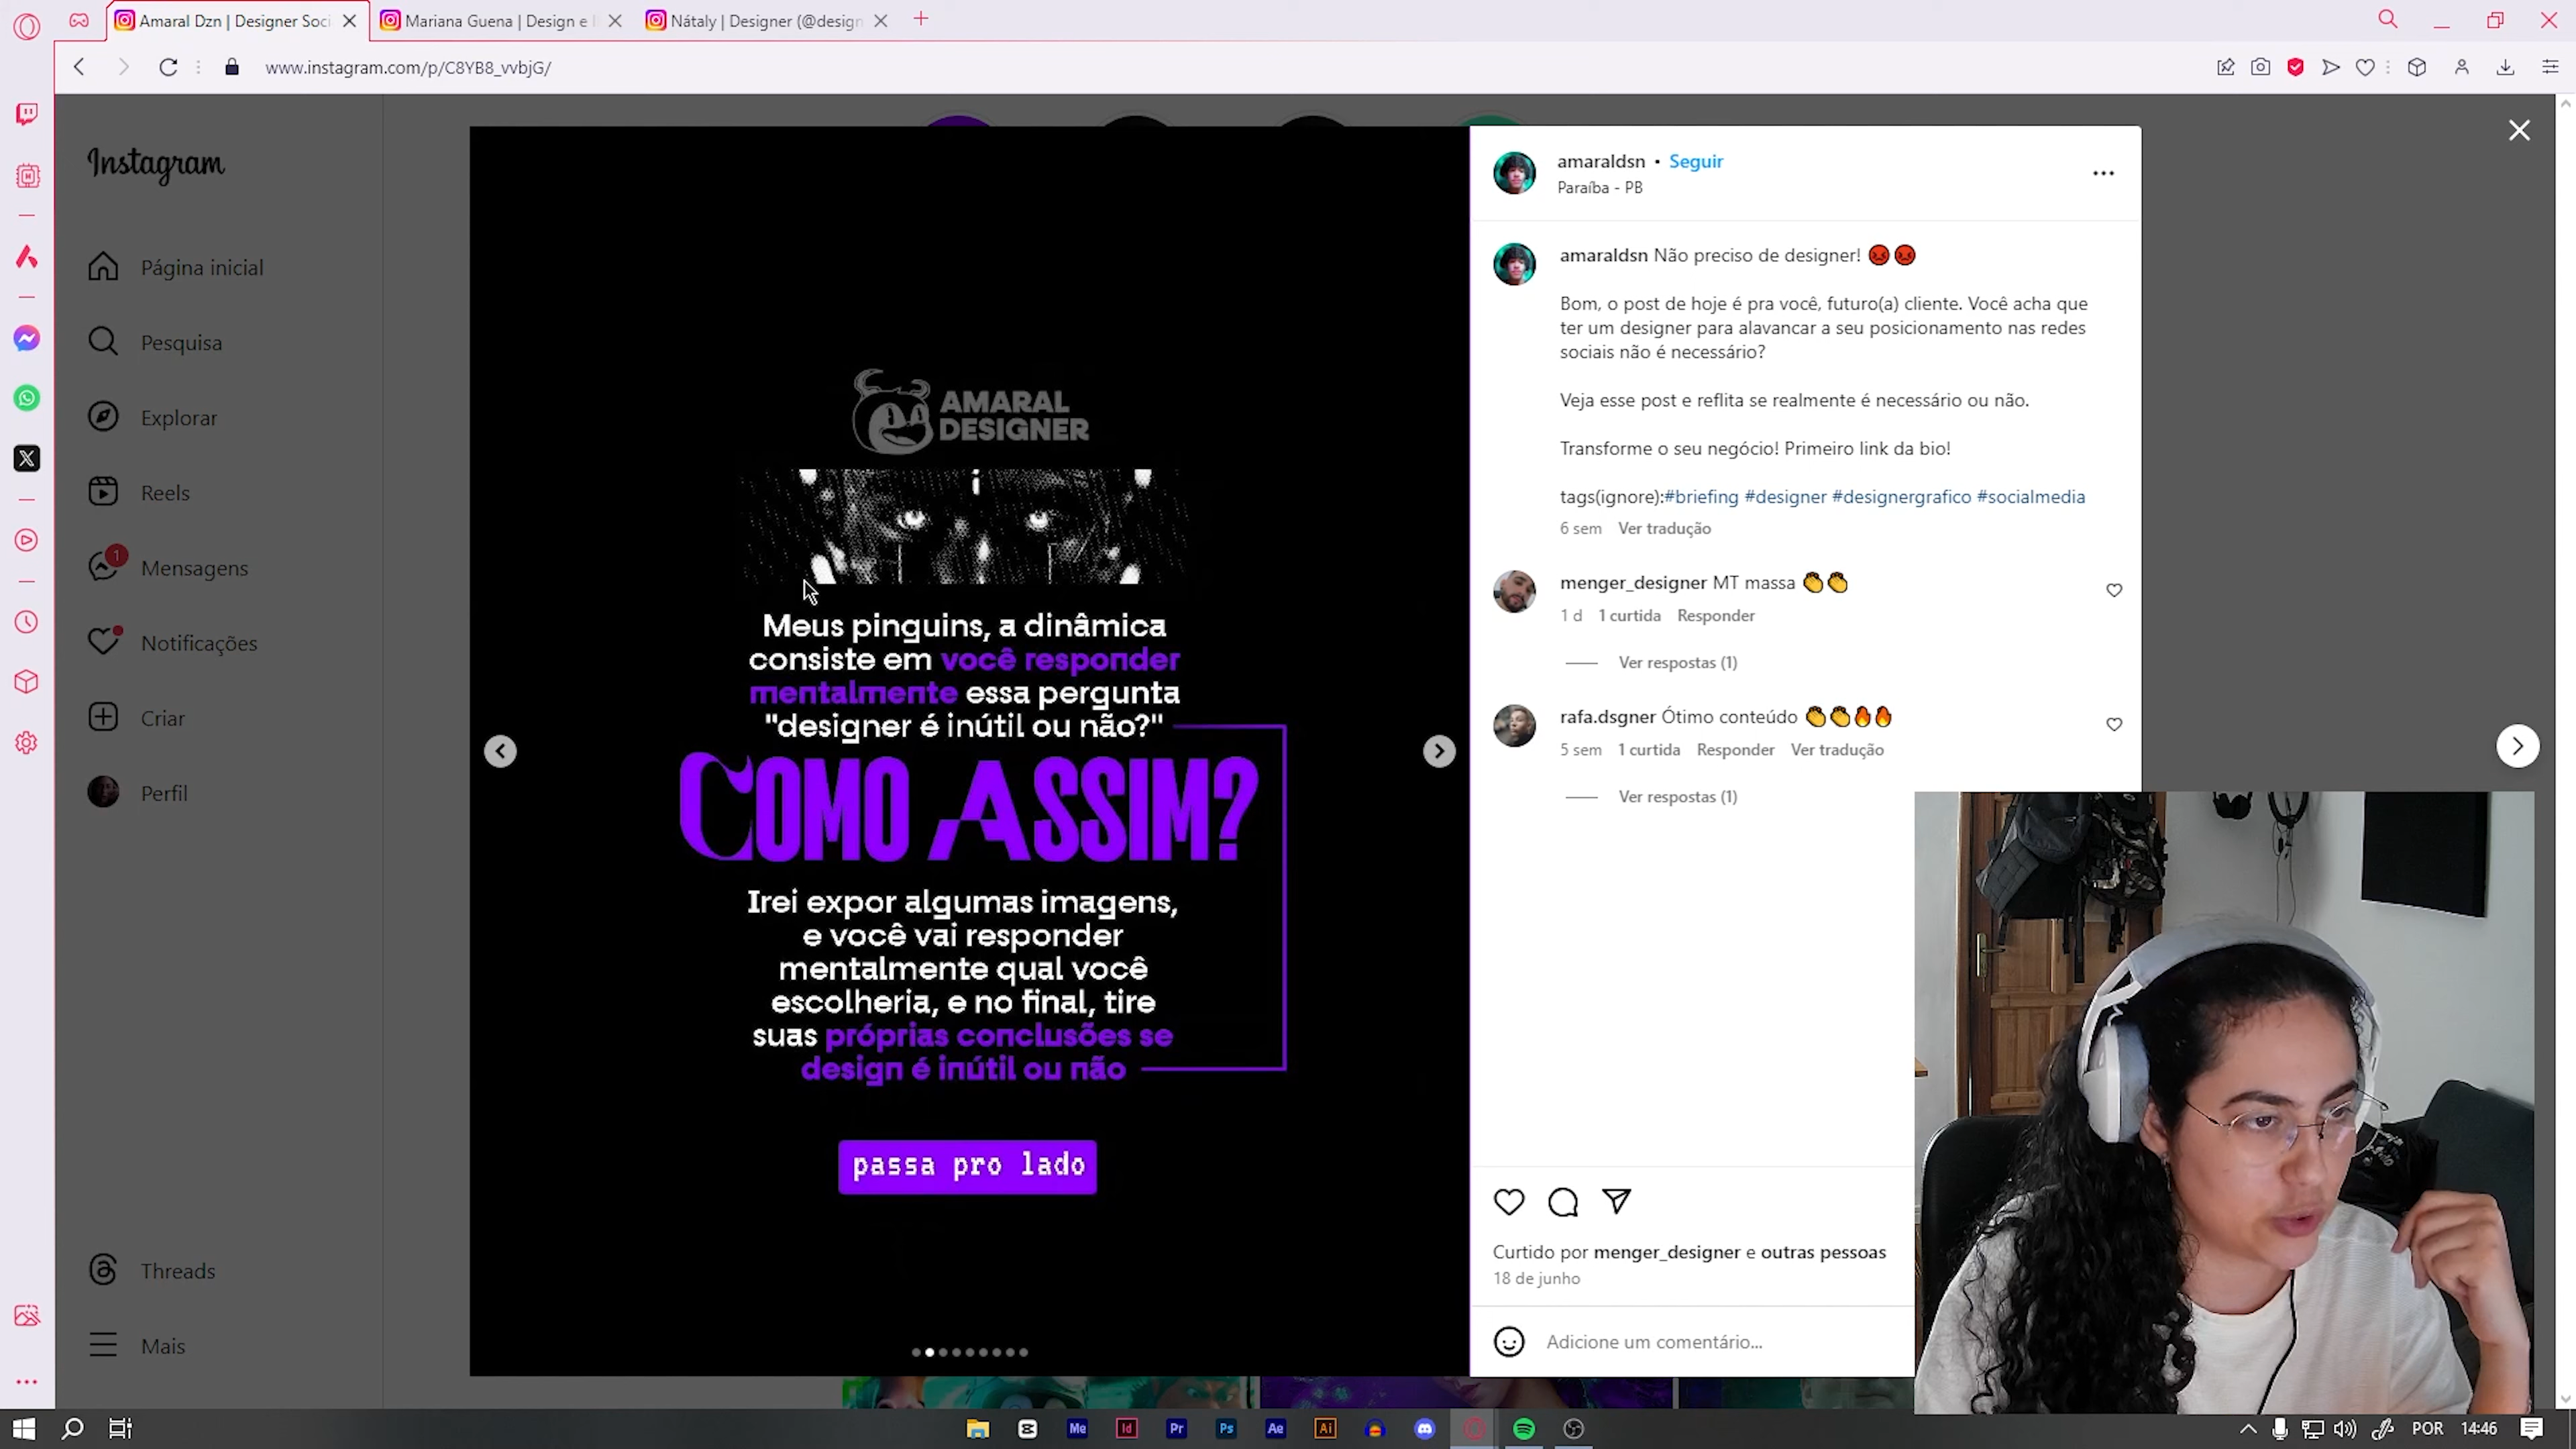 Amaral Dzn | Designer Soci
Mariana Guena | Design e I
Nátaly | Designer (@design
www.instagram.com/p/C8YB8_vvbjG/
Instagram
Página inicial
Pesquisa
Explorar
Reels
1
Mensagens
Notificações
Criar
Perfil
Threads
Mais
AMARAL
DESIGNER
Meus pinguins, a dinâmica
consiste em você responder
mentalmente essa pergunta
"designer é inútil ou não?"
COMO ASSIM?
Irei expor algumas imagens,
e você vai responder
mentalmente qual você
escolheria, e no final, tire
suas próprias conclusões se
design é inútil ou não
passa pro lado
amaraldsn • Seguir
Paraíba - PB
amaraldsn Não preciso de designer! 😡😡
Bom, o post de hoje é pra você, futuro(a) cliente. Você acha que
ter um designer para alavancar a seu posicionamento nas redes
sociais não é necessário?
Veja esse post e reflita se realmente é necessário ou não.
Transforme o seu negócio! Primeiro link da bio!
tags(ignore):#briefing #designer #designergrafico #socialmedia
6 sem Ver tradução
menger_designer MT massa 👏👏
1 d 1 curtida Responder
Ver respostas (1)
rafa.dsgner Ótimo conteúdo 👏👏🔥🔥
5 sem 1 curtida Responder Ver tradução
Ver respostas (1)
Curtido por menger_designer e outras pessoas
18 de junho
Adicione um comentário...
Me Id Pr Ps Ae Ai
POR 14:46